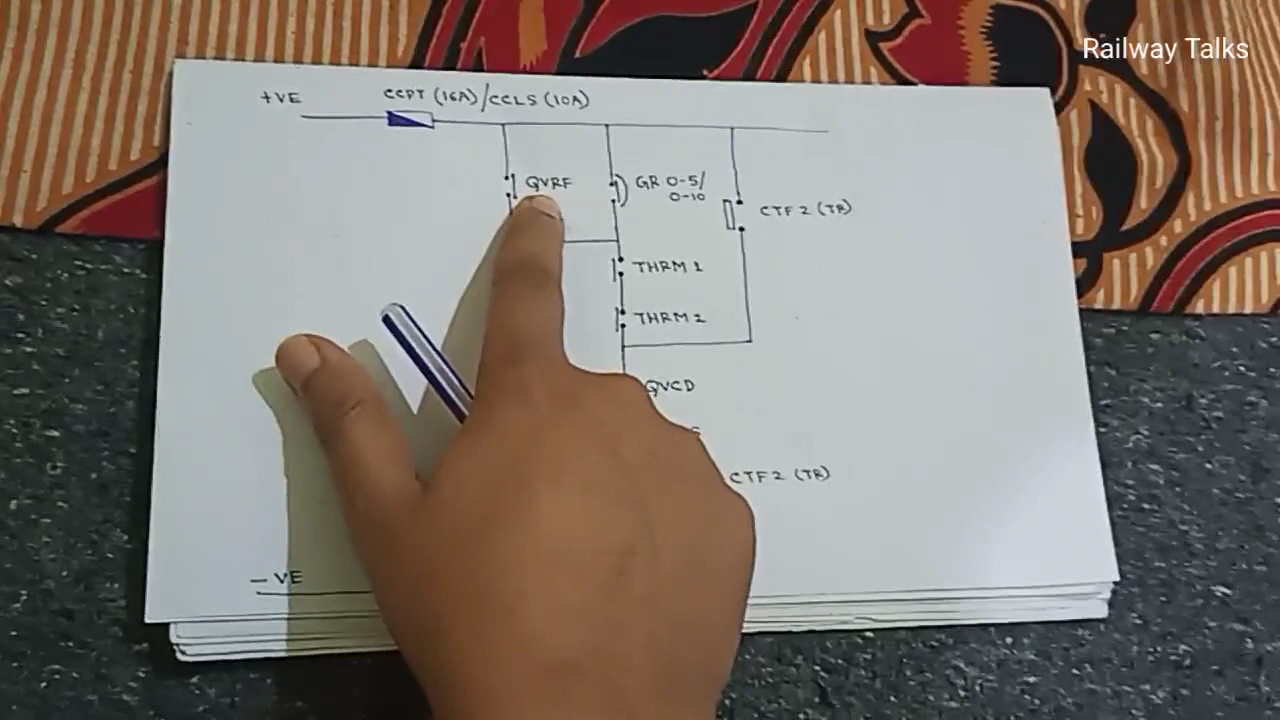 Railway Talks
+VE
CCPT (16A)/CCLS (10A)
QVRF
GR 0-5/
0-10
CTF 2 (TR)
THRM 1
THRM 2
QVCD
CTF 2 (TR)
- VE